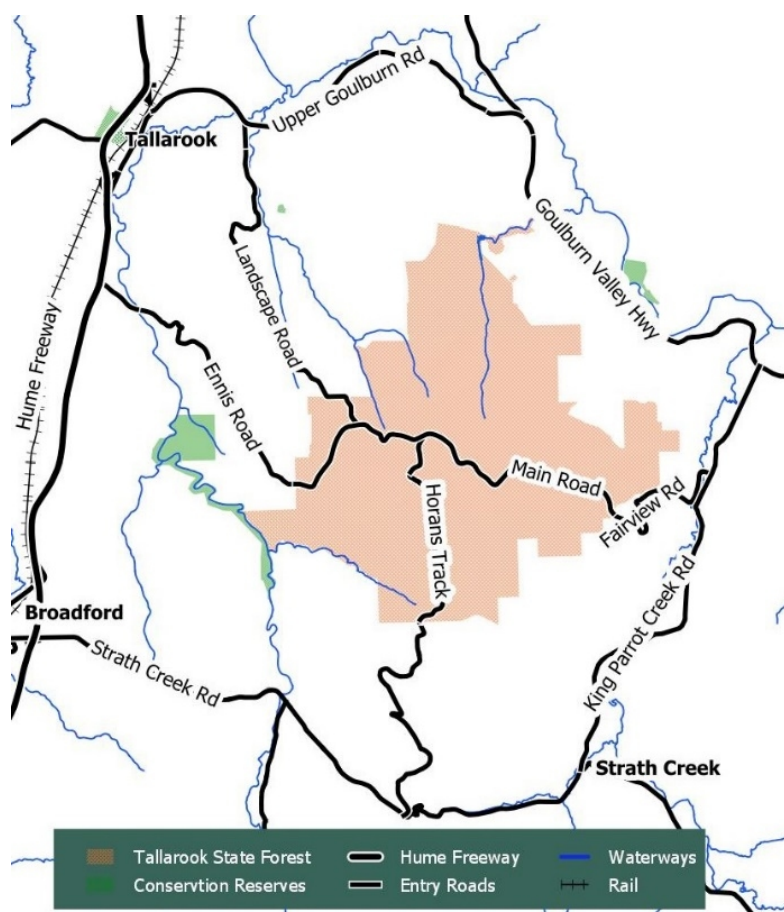 Upper Goulburn Rd
Tallarook
Goulburn Valley Hwy
Landscape Road
Hume Freeway
Ennis Road
Main Road
Horans Track
Fairview Rd
Broadford
King Parrot Creek Rd
Strath Creek Rd
Strath Creek
Tallarook State Forest
Hume Freeway
Waterways
Conservtion Reserves
Entry Roads
Rail